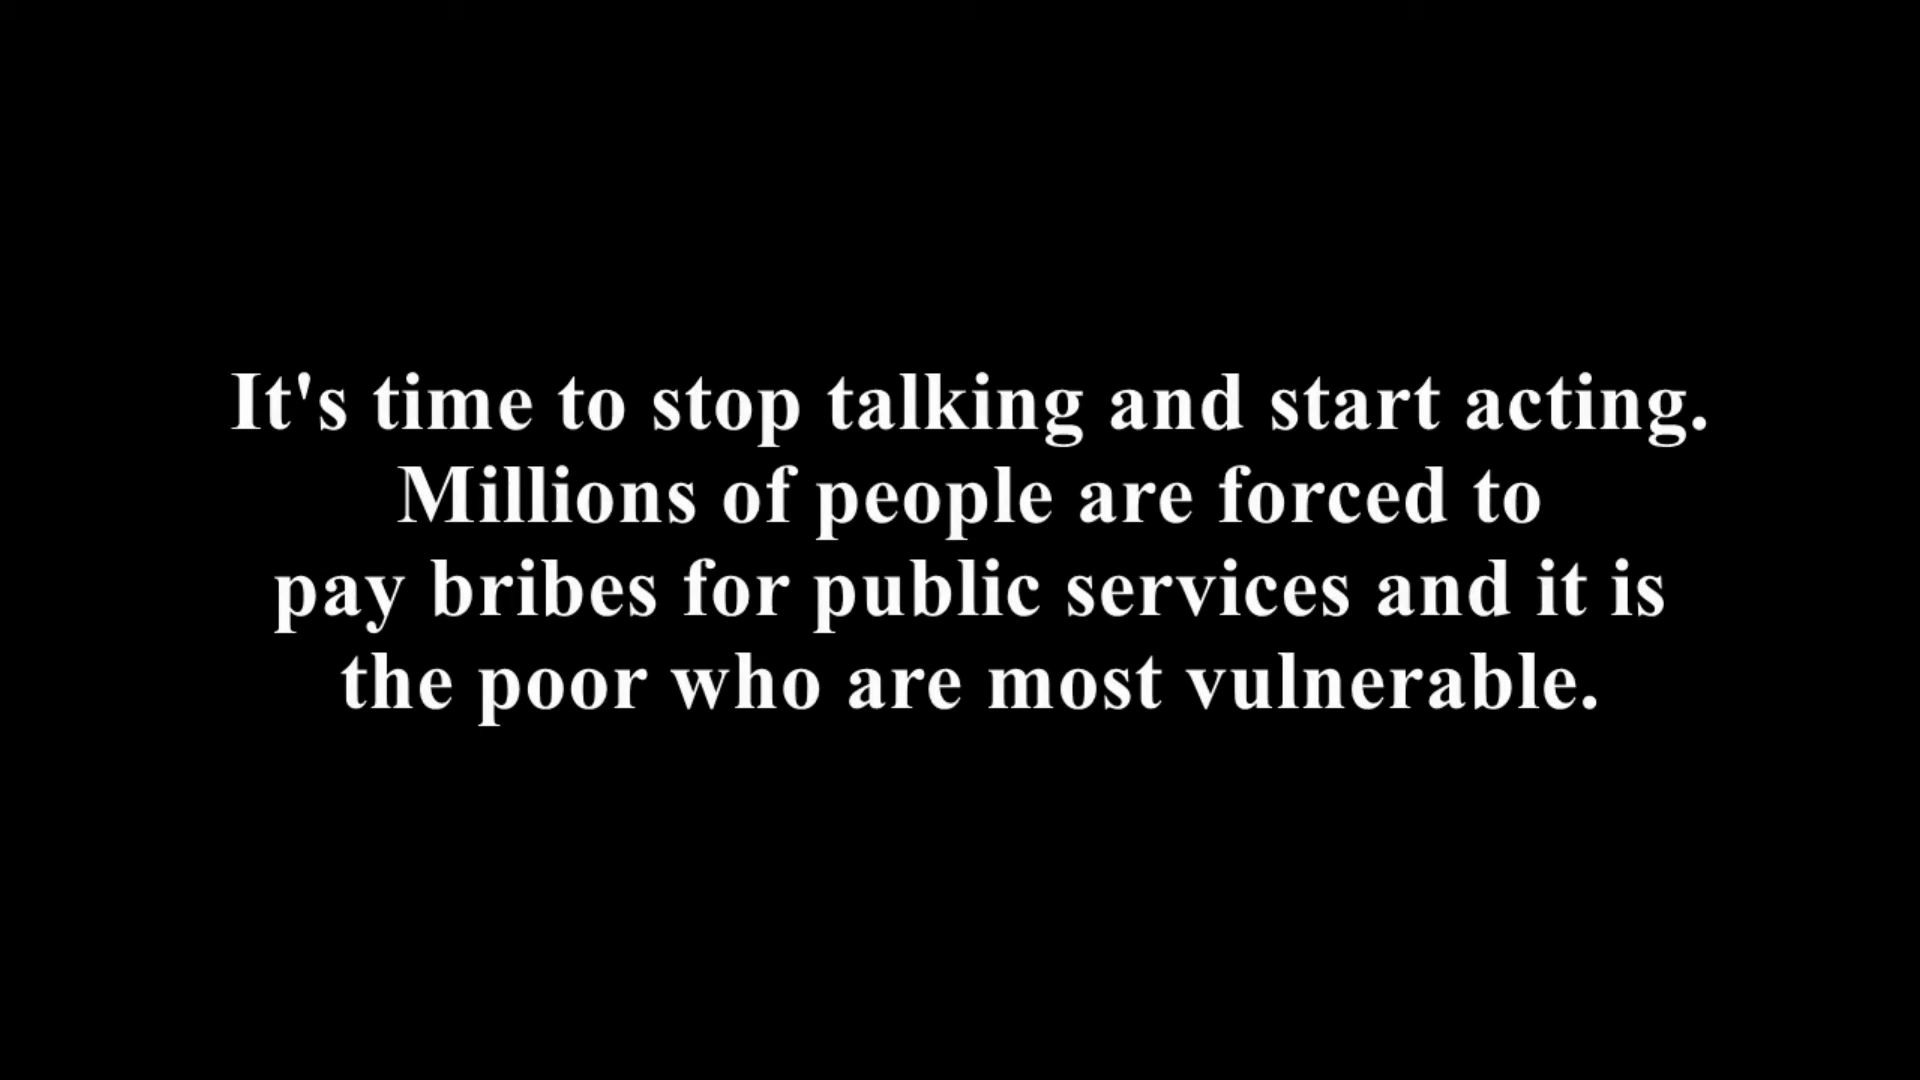 It's time to stop talking and start acting.
Millions of people are forced to
pay bribes for public services and it is
the poor who are most vulnerable.